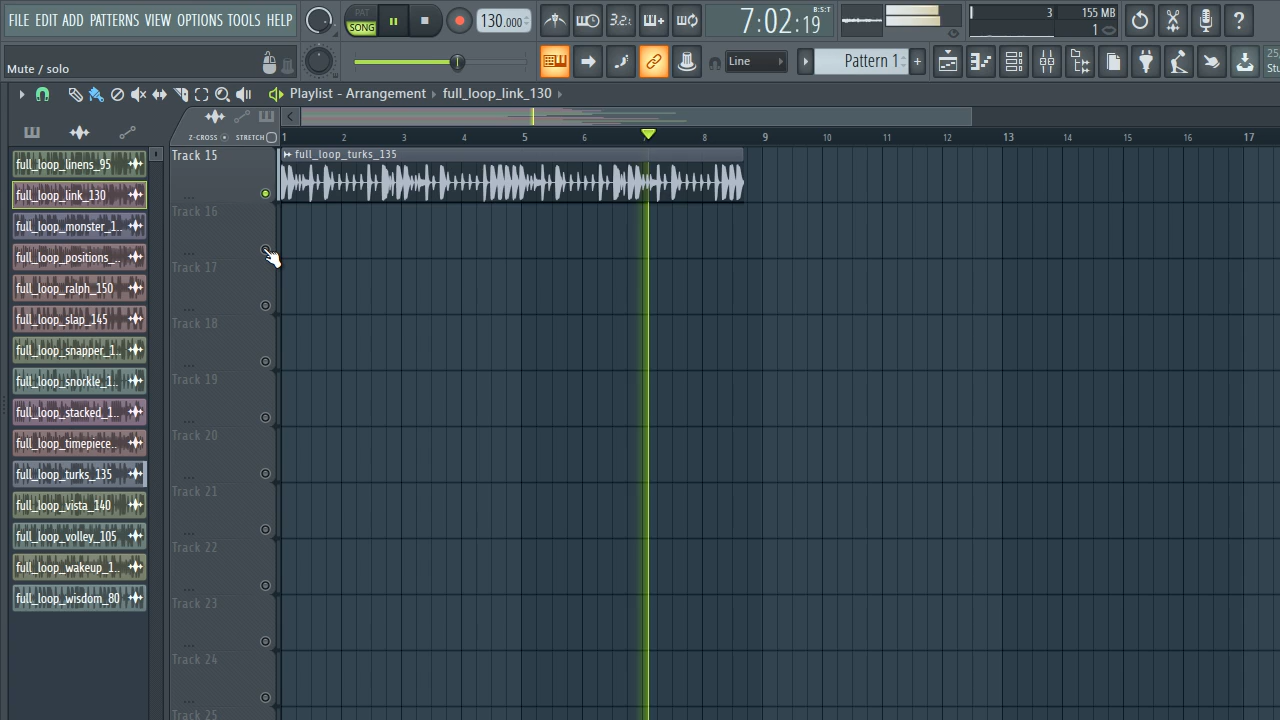 FILE EDIT ADD PATTERNS VIEW OPTIONS TOOLS HELP
PAT
SONG
130.000
3.2.
7:02:19
B:S:T
3
155 MB
1
Mute / solo
Line
Pattern 1
Playlist - Arrangement
full_loop_link_130
Z-CROSS
STRETCH
1 2 3 4 5 6 7 8 9 10 11 12 13 14 15 16 17
full_loop_linens_95
full_loop_link_130
full_loop_monster_1..
full_loop_positions_..
full_loop_ralph_150
full_loop_slap_145
full_loop_snapper_1..
full_loop_snorkle_1..
full_loop_stacked_1..
full_loop_timepiece..
full_loop_turks_135
full_loop_vista_140
full_loop_volley_105
full_loop_wakeup_1..
full_loop_wisdom_80
Track 15
full_loop_turks_135
Track 16
Track 17
Track 18
Track 19
Track 20
Track 21
Track 22
Track 23
Track 24
Track 25